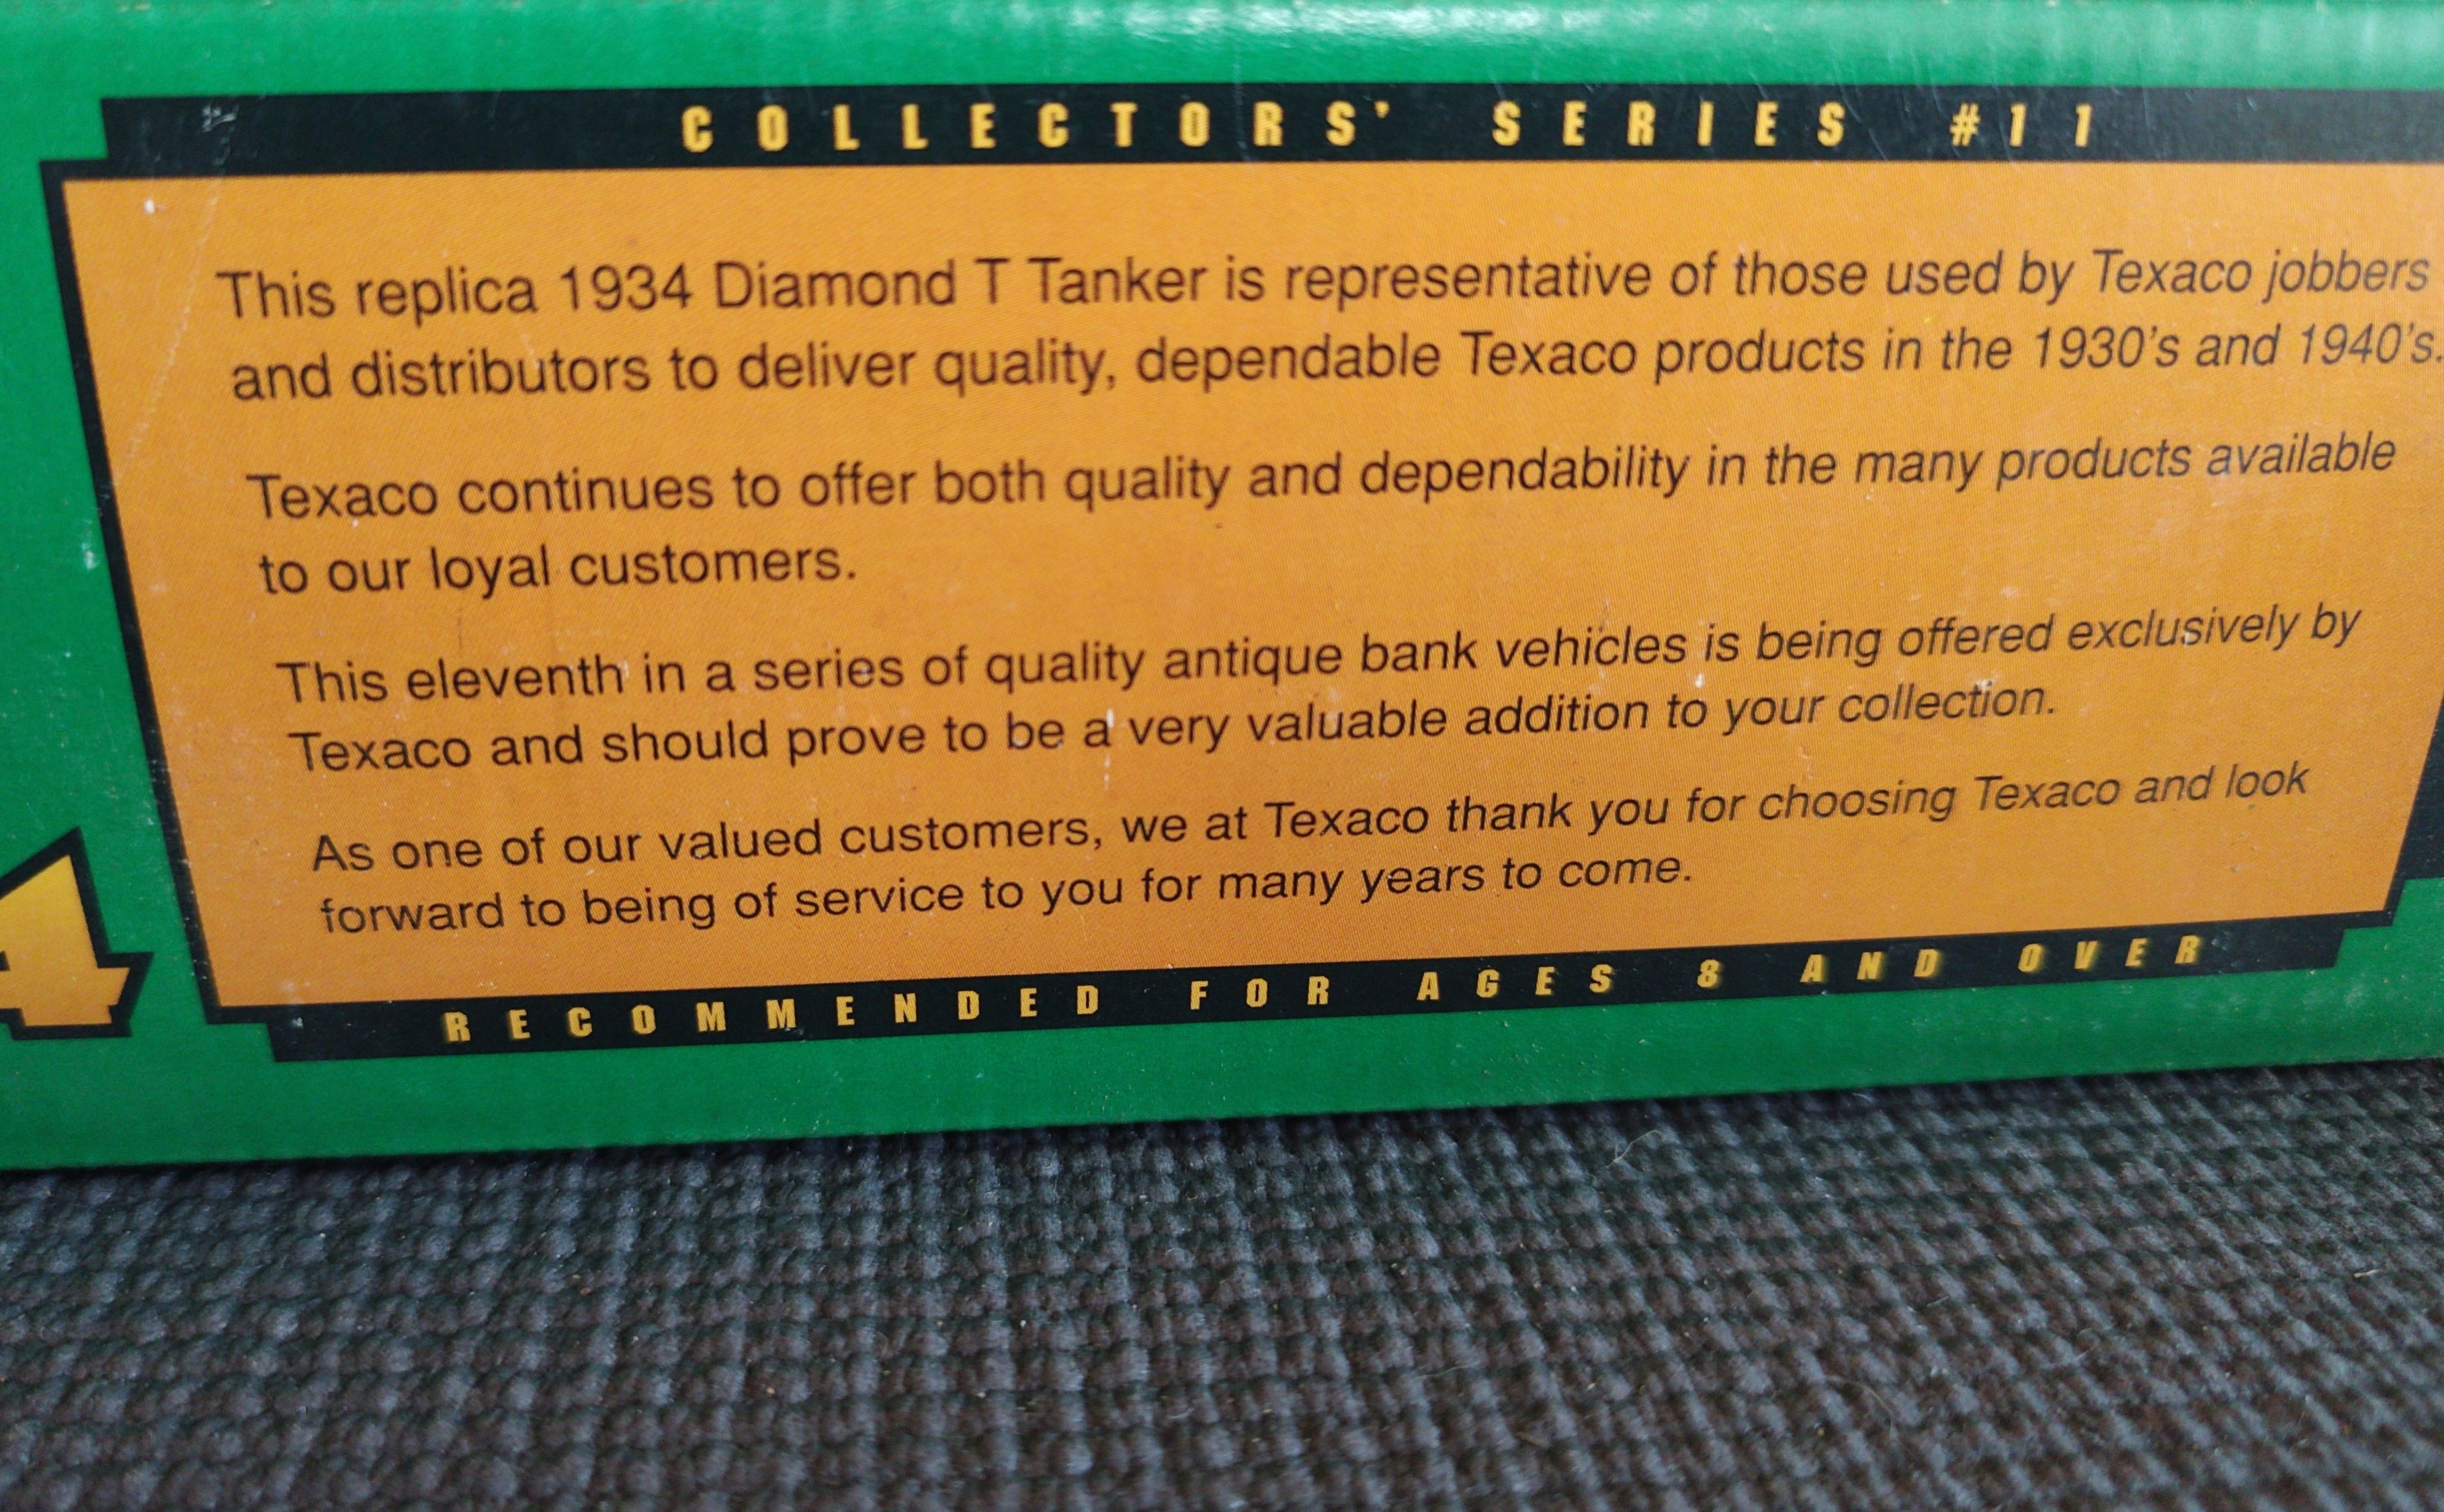 COLLECTORS' SERIES #11
This replica 1934 Diamond T Tanker is representative of those used by Texaco jobbers
and distributors to deliver quality, dependable Texaco products in the 1930's and 1940's.
Texaco continues to offer both quality and dependability in the many products available
to our loyal customers.
This eleventh in a series of quality antique bank vehicles is being offered exclusively by
Texaco and should prove to be a very valuable addition to your collection.
As one of our valued customers, we at Texaco thank you for choosing Texaco and look
forward to being of service to you for many years to come.
4
RECOMMENDED FOR AGES 8 AND OVER